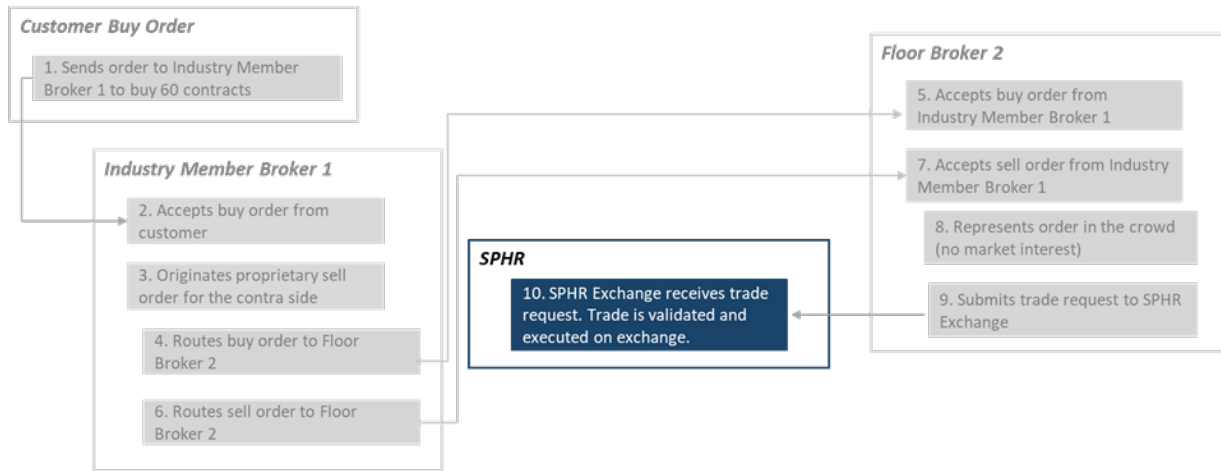 Customer Buy Order
1. Sends order to Industry Member
Broker 1 to buy 60 contracts
Industry Member Broker 1
2. Accepts buy order from
customer
3. Originates proprietary sell
order for the contra side
4. Routes buy order to Floor
Broker 2
6. Routes sell order to Floor
Broker 2
SPHR
10. SPHR Exchange receives trade
request. Trade is validated and
executed on exchange.
Floor Broker 2
5. Accepts buy order from
Industry Member Broker 1
7. Accepts sell order from Industry
Member Broker 1
8. Represents order in the crowd
(no market interest)
9. Submits trade request to SPHR
Exchange